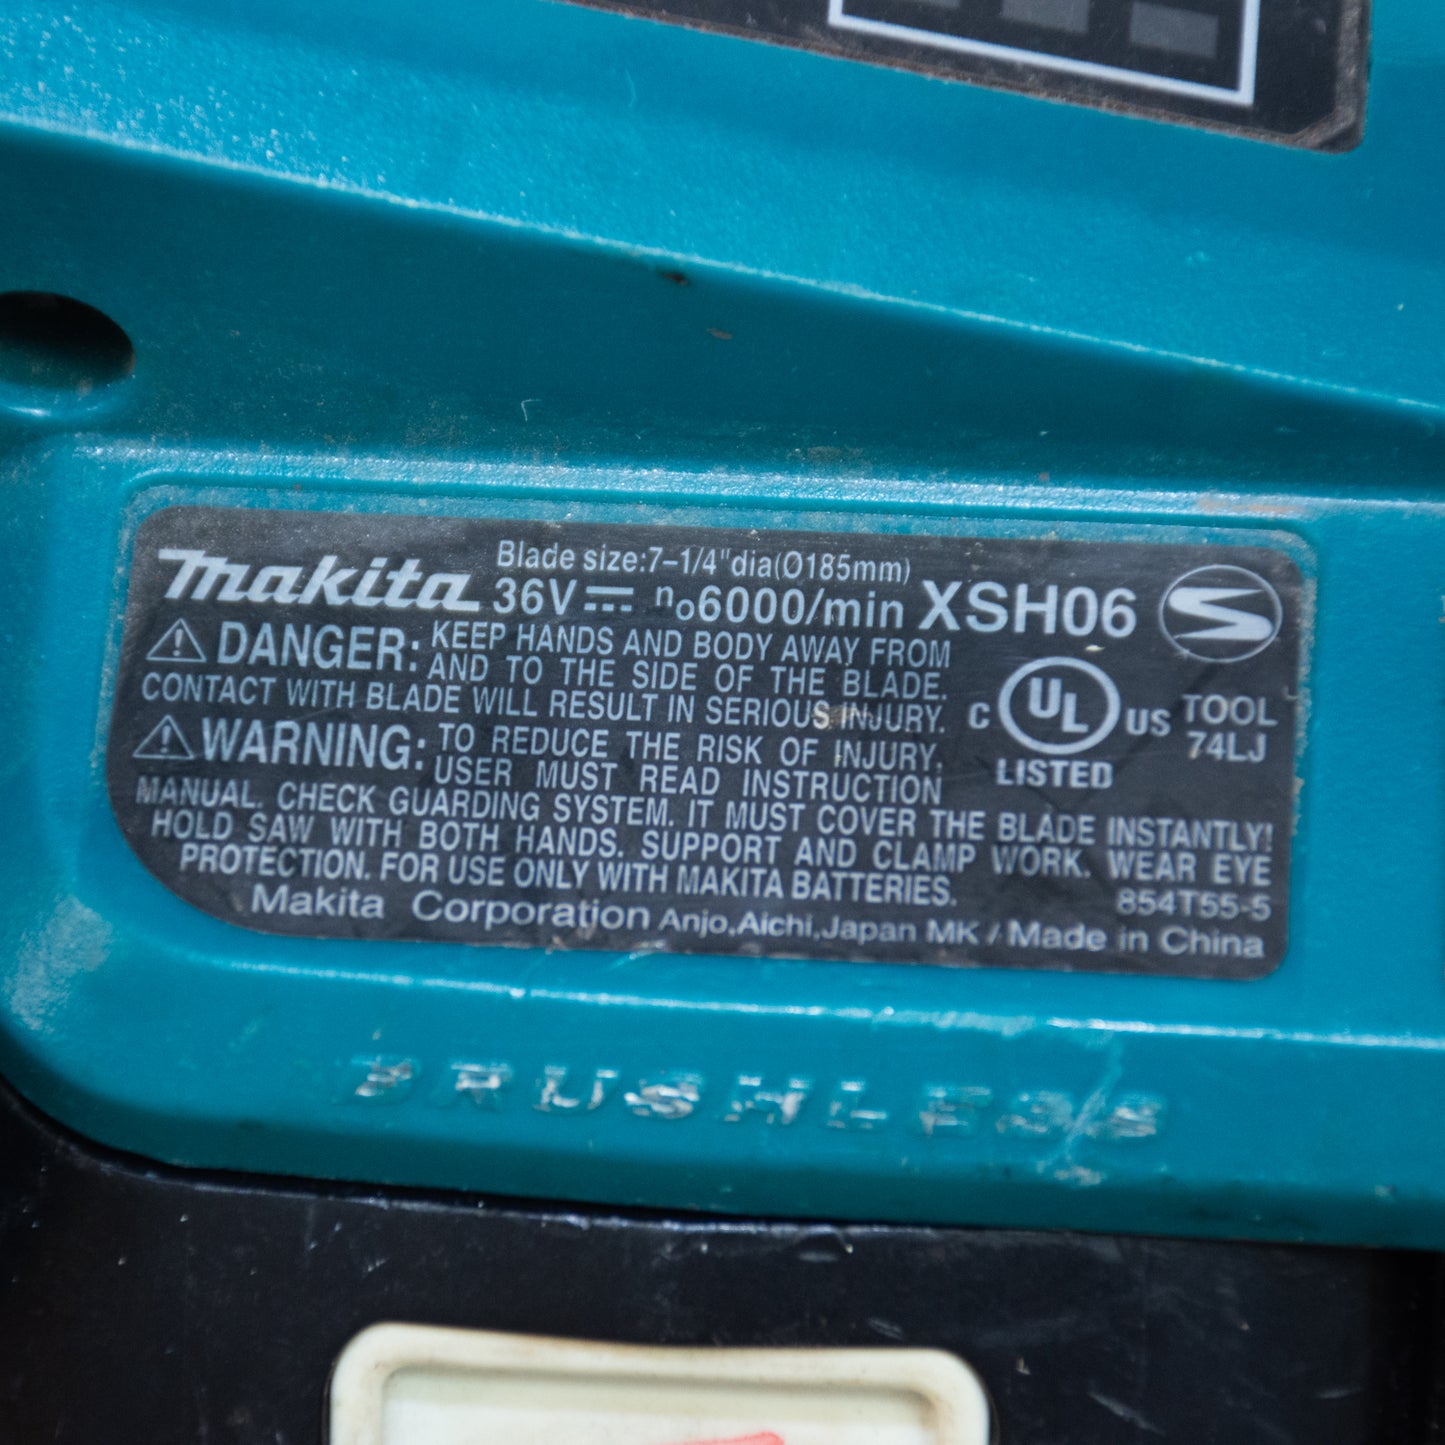 Makita Blade size:7-1/4"dia(Ø185mm)
36V⎓ n₀6000/min XSH06
⚠ DANGER: KEEP HANDS AND BODY AWAY FROM
AND TO THE SIDE OF THE BLADE.
CONTACT WITH BLADE WILL RESULT IN SERIOUS INJURY.
⚠ WARNING: TO REDUCE THE RISK OF INJURY,
USER MUST READ INSTRUCTION
MANUAL. CHECK GUARDING SYSTEM. IT MUST COVER THE BLADE INSTANTLY!
HOLD SAW WITH BOTH HANDS. SUPPORT AND CLAMP WORK. WEAR EYE
PROTECTION. FOR USE ONLY WITH MAKITA BATTERIES.
C UL US
LISTED
TOOL
74LJ
854T55-5
Makita Corporation Anjo,Aichi,Japan MK / Made in China
BRUSHLESS